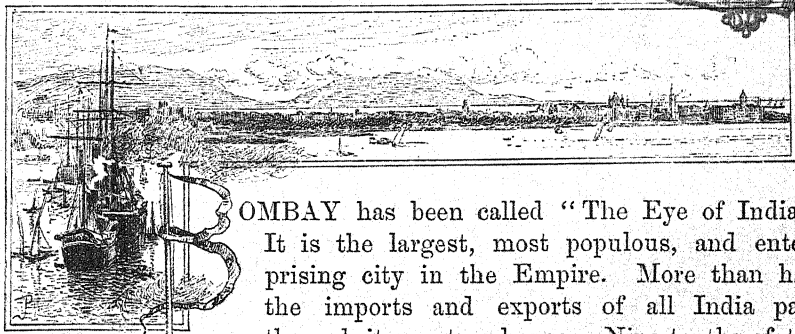 BOMBAY has been called "The Eye of India
It is the largest, most populous, and ente
prising city in the Empire. More than h
the imports and exports of all India pa